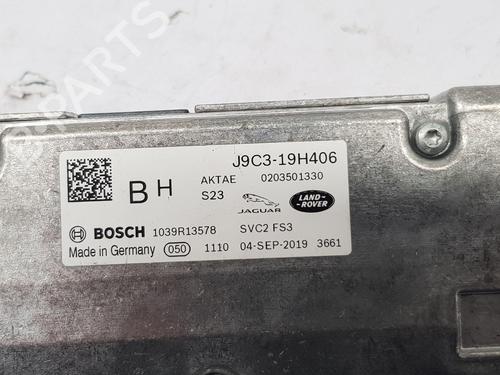 J9C3-19H406
B H
AKTAE 0203501330
S23 JAGUAR LAND-ROVER
BOSCH 1039R13578 SVC2 FS3
Made in Germany 050 1110 04-SEP-2019 3661